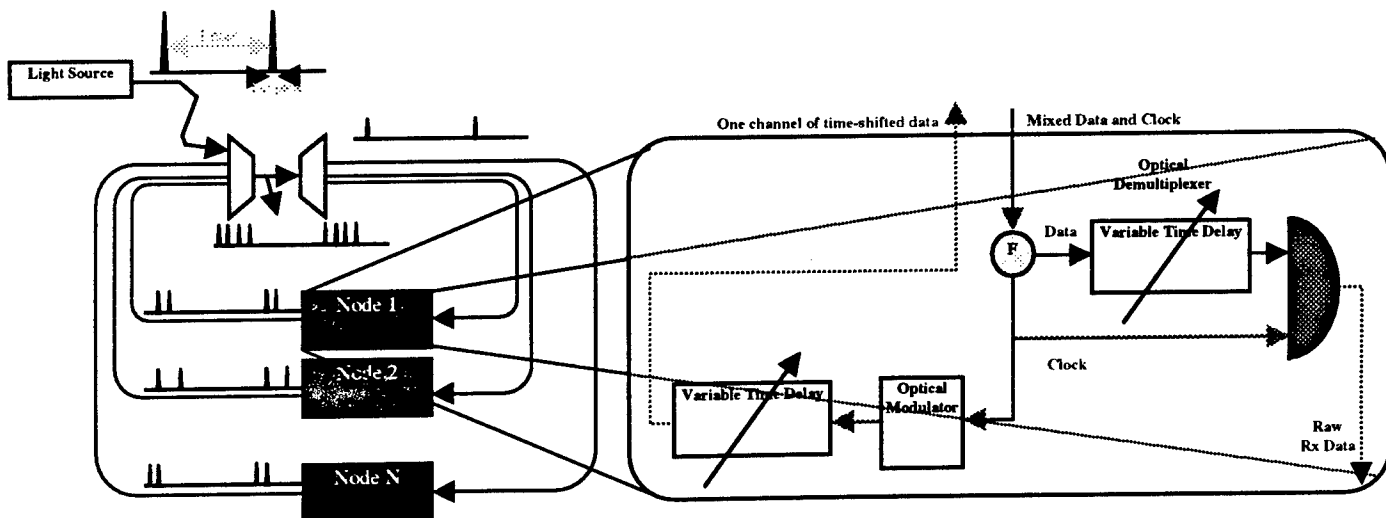 Light Source
One channel of time-shifted data
Mixed Data and Clock
Optical
Demultiplexer
F
Data
Variable Time Delay
Clock
Node 1
Node 2
Node N
Variable Time Delay
Optical
Modulator
Raw
Rx Data